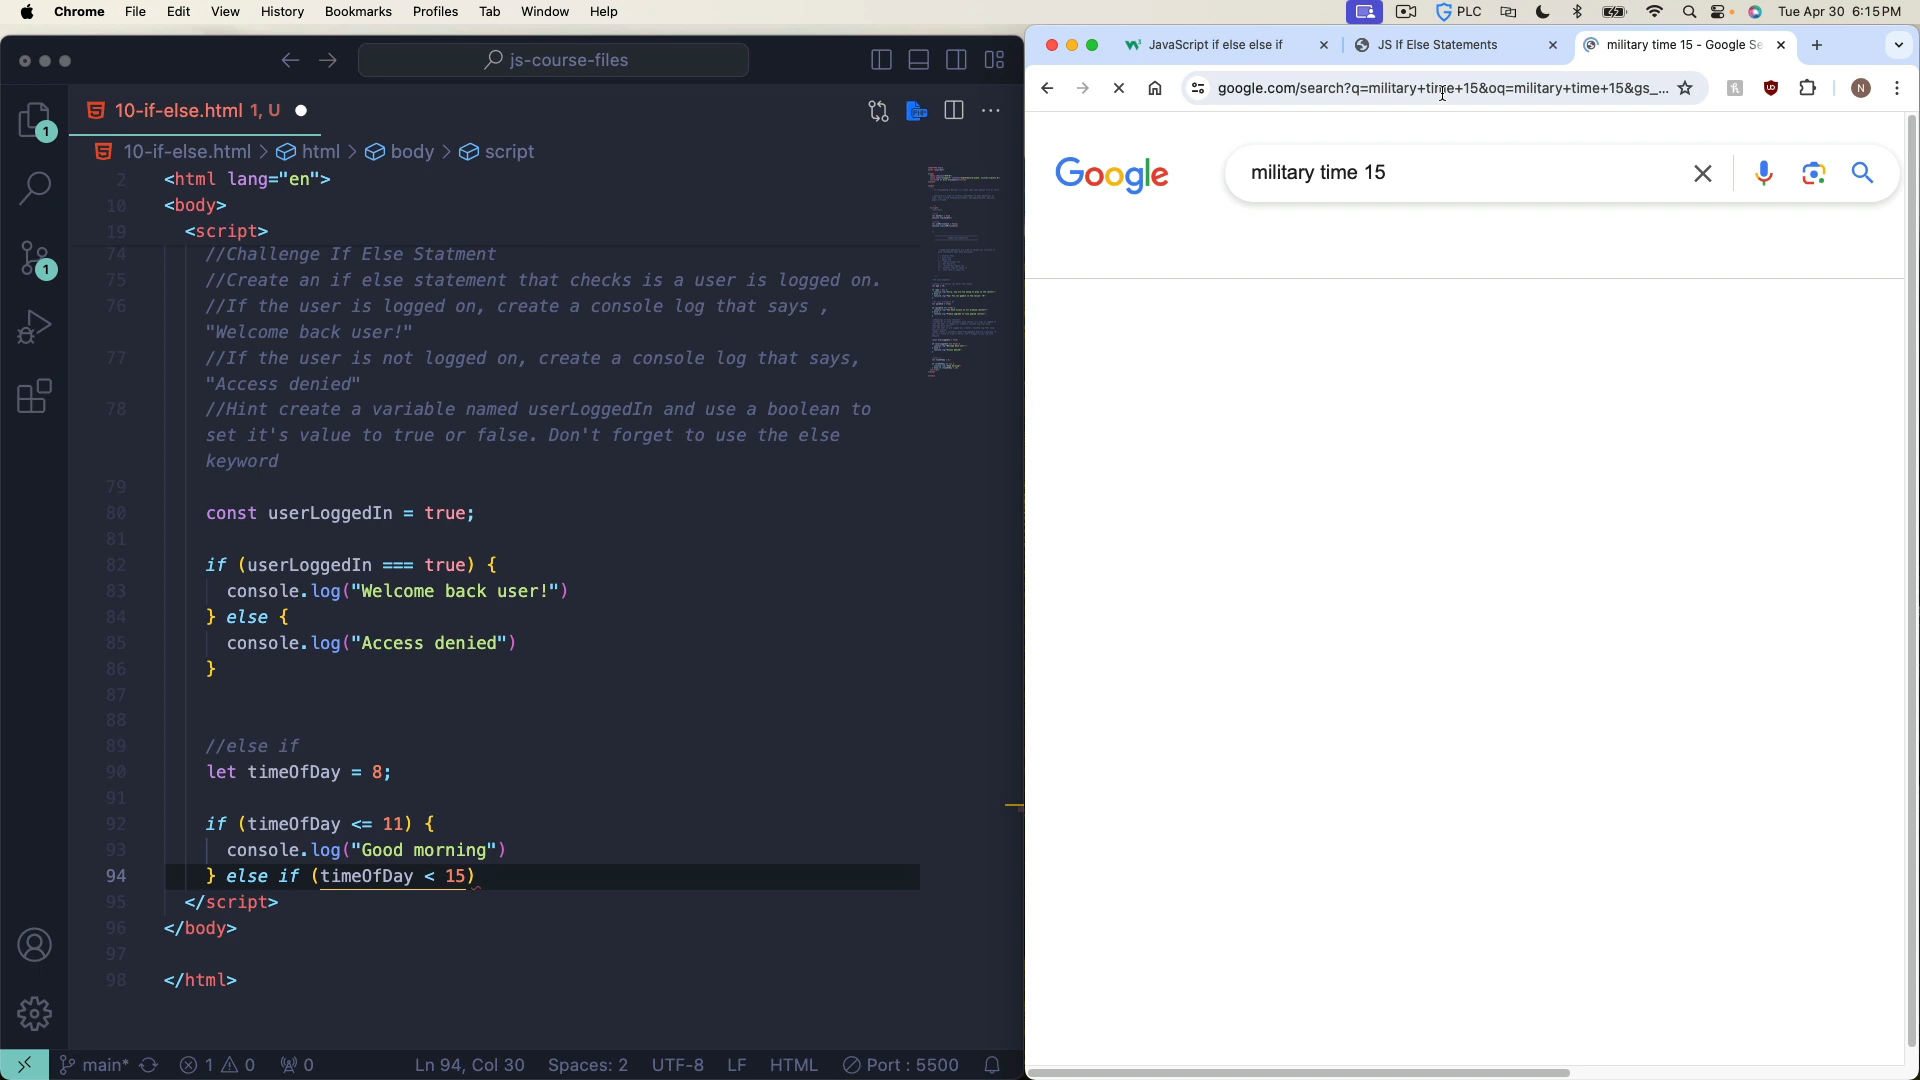 Chrome File Edit View History Bookmarks Profiles Tab Window Help PLC Tue Apr 30 6:15 PM
js-course-files
10-if-else.html 1, U
10-if-else.html > html > body > script
2 <html lang="en">
10 <body>
19 <script>
74 //Challenge If Else Statment
75 //Create an if else statement that checks is a user is logged on.
76 //If the user is logged on, create a console log that says ,
"Welcome back user!"
77 //If the user is not logged on, create a console log that says,
"Access denied"
78 //Hint create a variable named userLoggedIn and use a boolean to
set it's value to true or false. Don't forget to use the else
keyword
79
80 const userLoggedIn = true;
81
82 if (userLoggedIn === true) {
83 console.log("Welcome back user!")
84 } else {
85 console.log("Access denied")
86 }
87
88
89 //else if
90 let timeOfDay = 8;
91
92 if (timeOfDay <= 11) {
93 console.log("Good morning")
94 } else if (timeOfDay < 15)
95 </script>
96 </body>
97
98 </html>
1
1
main* 1 0 0 Ln 94, Col 30 Spaces: 2 UTF-8 LF HTML Port : 5500
JavaScript if else else if JS If Else Statements military time 15 - Google Se
google.com/search?q=military+time+15&oq=military+time+15&gs_... N
Google military time 15